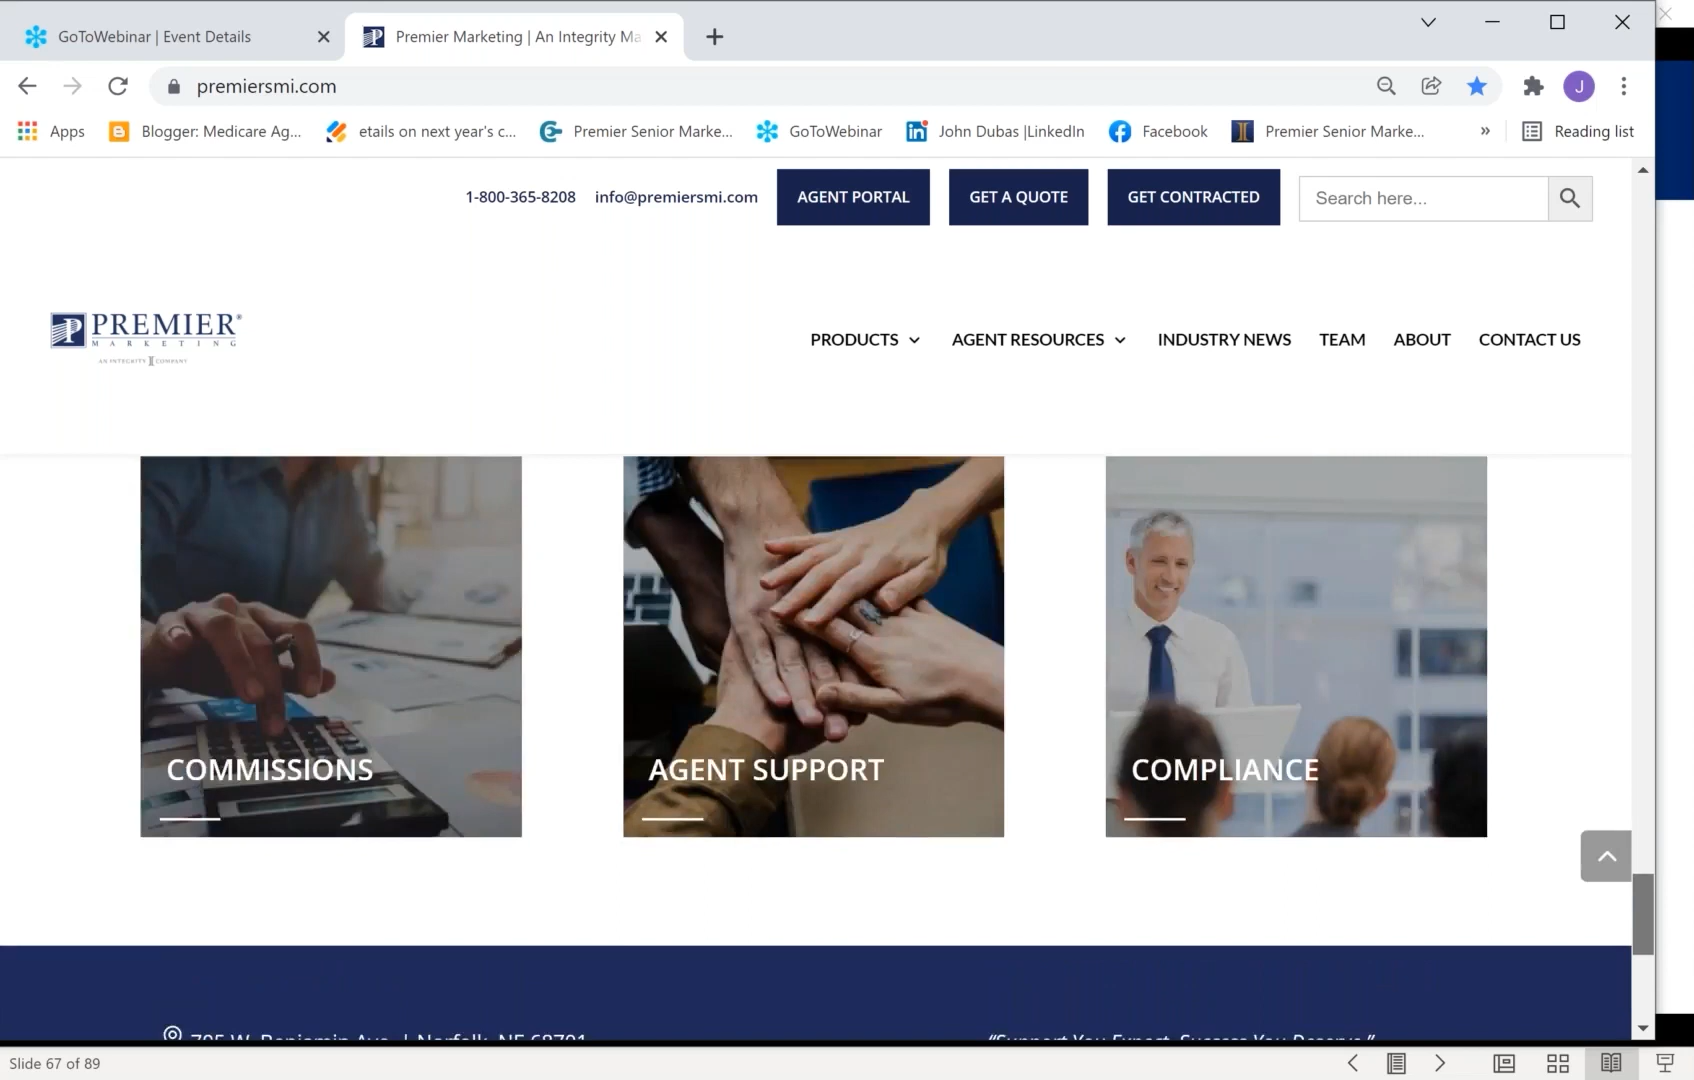 GoToWebinar | Event Details
Premier Marketing | An Integrity Ma
premiersmi.com
J
Apps
Blogger: Medicare Ag...
etails on next year's c...
Premier Senior Marke...
GoToWebinar
John Dubas |LinkedIn
Facebook
Premier Senior Marke...
»
Reading list
1-800-365-8208
info@premiersmi.com
AGENT PORTAL
GET A QUOTE
GET CONTRACTED
Search here...
PREMIER®
MARKETING
AN INTEGRITY COMPANY
PRODUCTS
AGENT RESOURCES
INDUSTRY NEWS
TEAM
ABOUT
CONTACT US
COMMISSIONS
AGENT SUPPORT
COMPLIANCE
W. Benjamin Ave. | Norfolk, NE 68701
"Support You Expect, Success You Deserve."
Slide 67 of 89